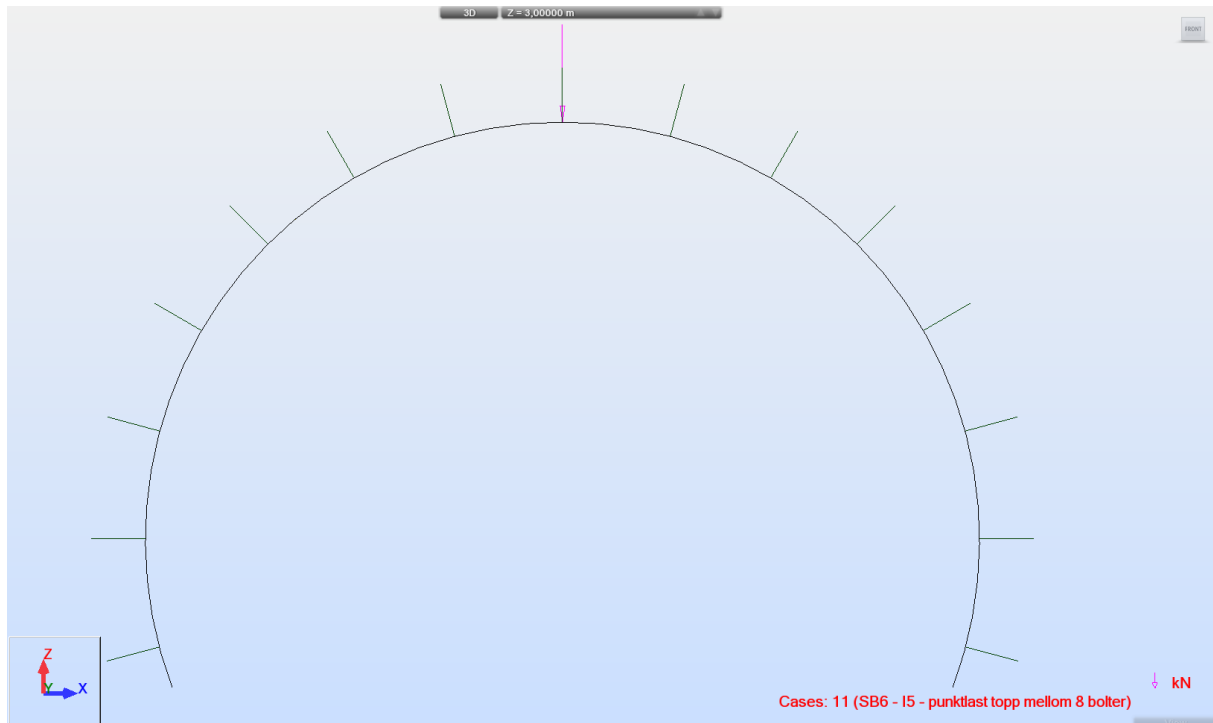 3D
Z = 3,00000 m
FRONT
Z
Y
X
kN
Cases: 11 (SB6 - I5 - punktlast topp mellom 8 bolter)